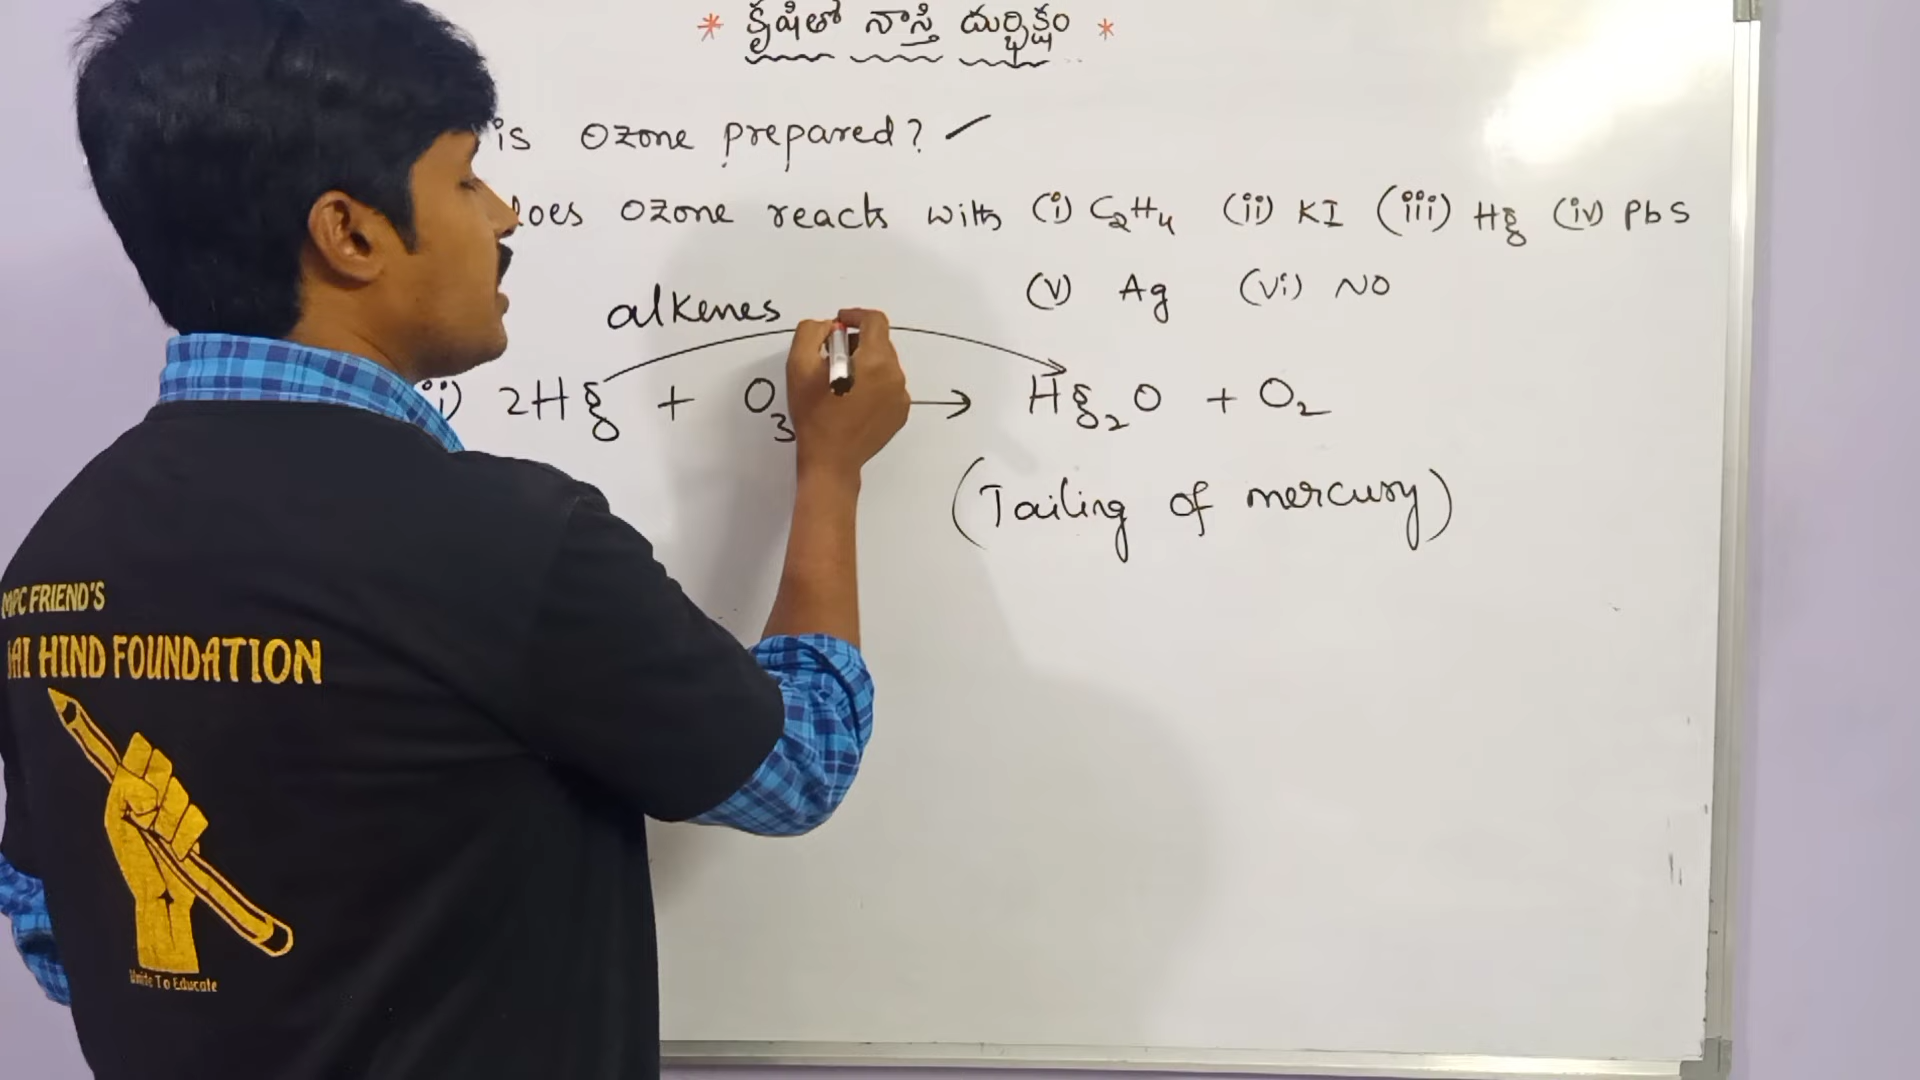 * కృషితో నాస్తి దుర్భిక్షం *
is Ozone prepared?
does Ozone reacts with (i) C₂H₄ (ii) KI (iii) Hg (iv) PbS
(v) Ag (vi) NO
alkenes
2Hg + O₃ → Hg₂O + O₂
(Tailing of mercury)
MPC FRIEND'S
JAI HIND FOUNDATION
Unite To Educate